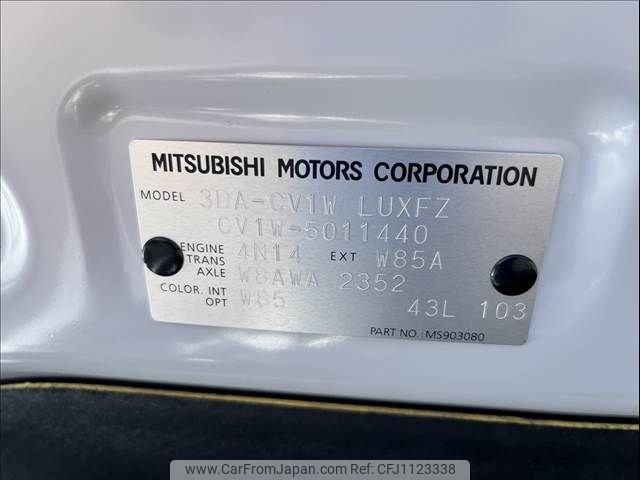 MITSUBISHI MOTORS CORPORATION
MODEL 3DA-CV1W LUXFZ
CV1W-5011440
ENGINE 4N14 EXT W85A
TRANS AXLE W8AWA 2352
COLOR. INT OPT W85 43L 103
PART NO.: MS903080
www.CarFromJapan.com | REFNO: CFJ1123338